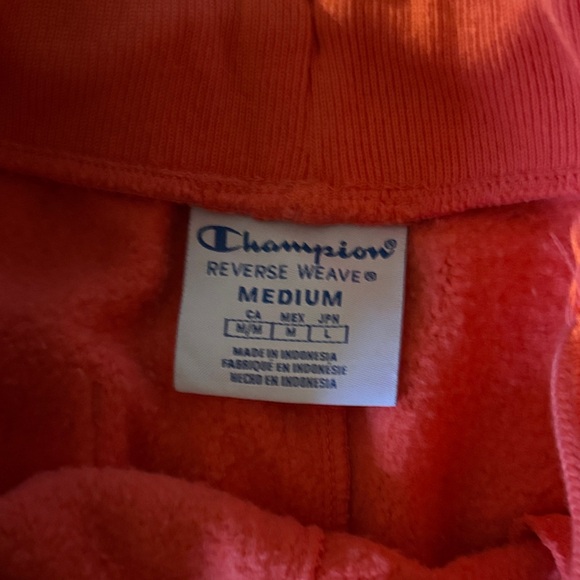 Champion®
REVERSE WEAVE®
MEDIUM
CA MEX JPN
M/M M L
MADE IN INDONESIA
FABRIQUÉ EN INDONÉSIE
HECHO EN INDONESIA